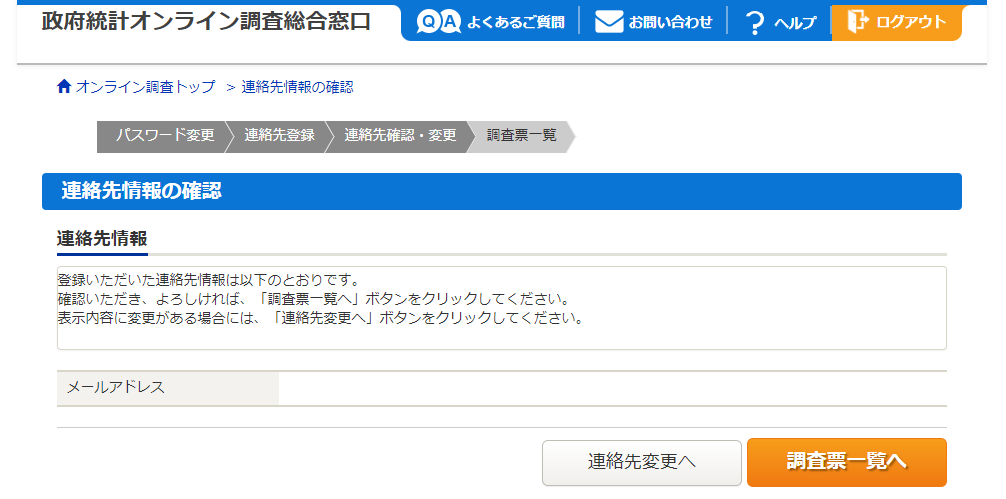 政府統計オンライン調査総合窓口
QA よくあるご質問 お問い合わせ ? ヘルプ ログアウト
オンライン調査トップ > 連絡先情報の確認
パスワード変更 連絡先登録 連絡先確認・変更 調査票一覧
連絡先情報の確認
連絡先情報
登録いただいた連絡先情報は以下のとおりです。
確認いただき、よろしければ、「調査票一覧へ」ボタンをクリックしてください。
表示内容に変更がある場合には、「連絡先変更へ」ボタンをクリックしてください。
メールアドレス
連絡先変更へ 調査票一覧へ